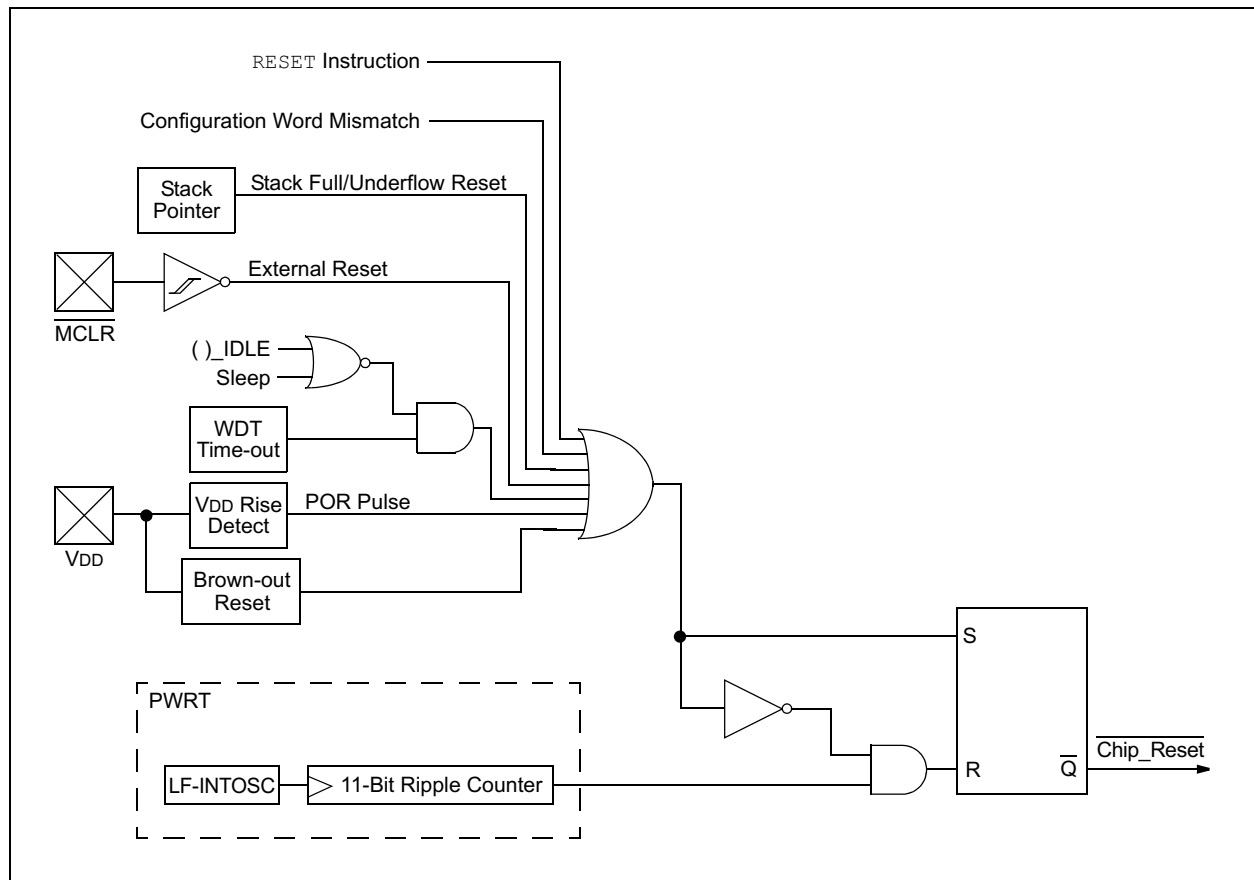 RESET Instruction
Configuration Word Mismatch
Stack
Pointer
Stack Full/Underflow Reset
External Reset
MCLR
( )_IDLE
Sleep
WDT
Time-out
VDD Rise
Detect
POR Pulse
VDD
Brown-out
Reset
S
PWRT
Chip_Reset
LF-INTOSC
11-Bit Ripple Counter
R
Q